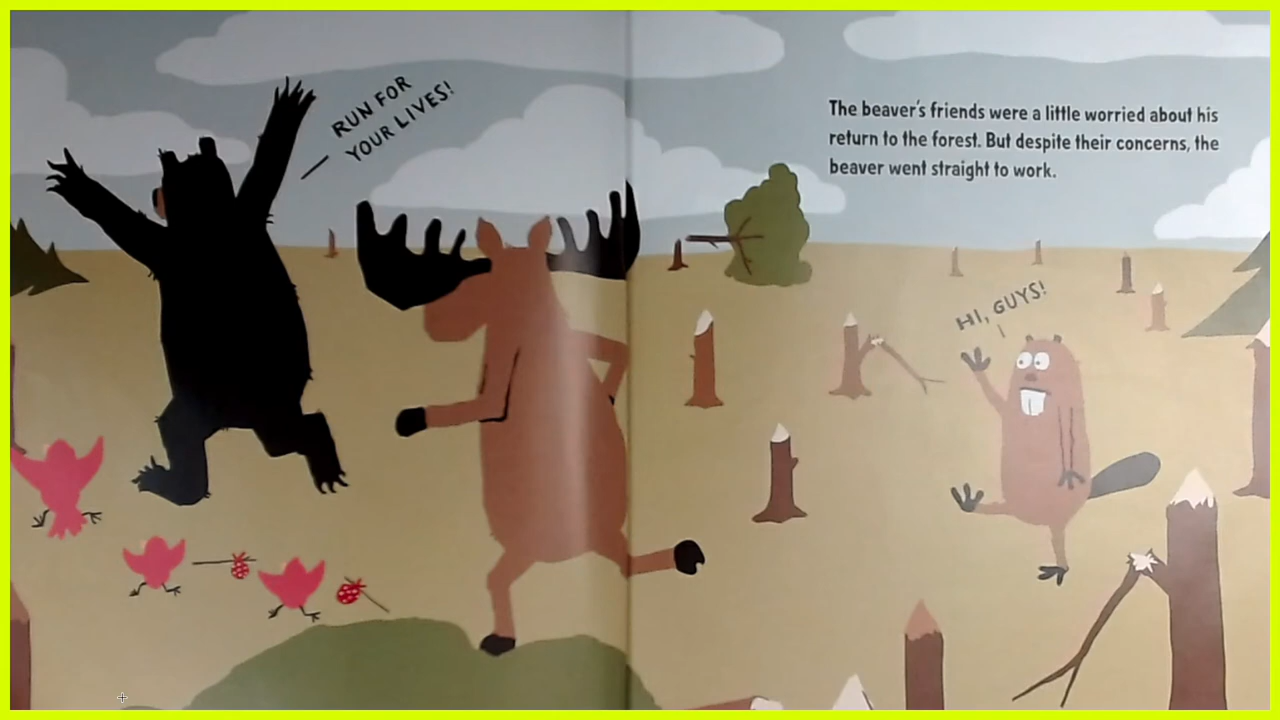 RUN FOR
YOUR LIVES!
The beaver's friends were a little worried about his
return to the forest. But despite their concerns, the
beaver went straight to work.
HI, GUYS!